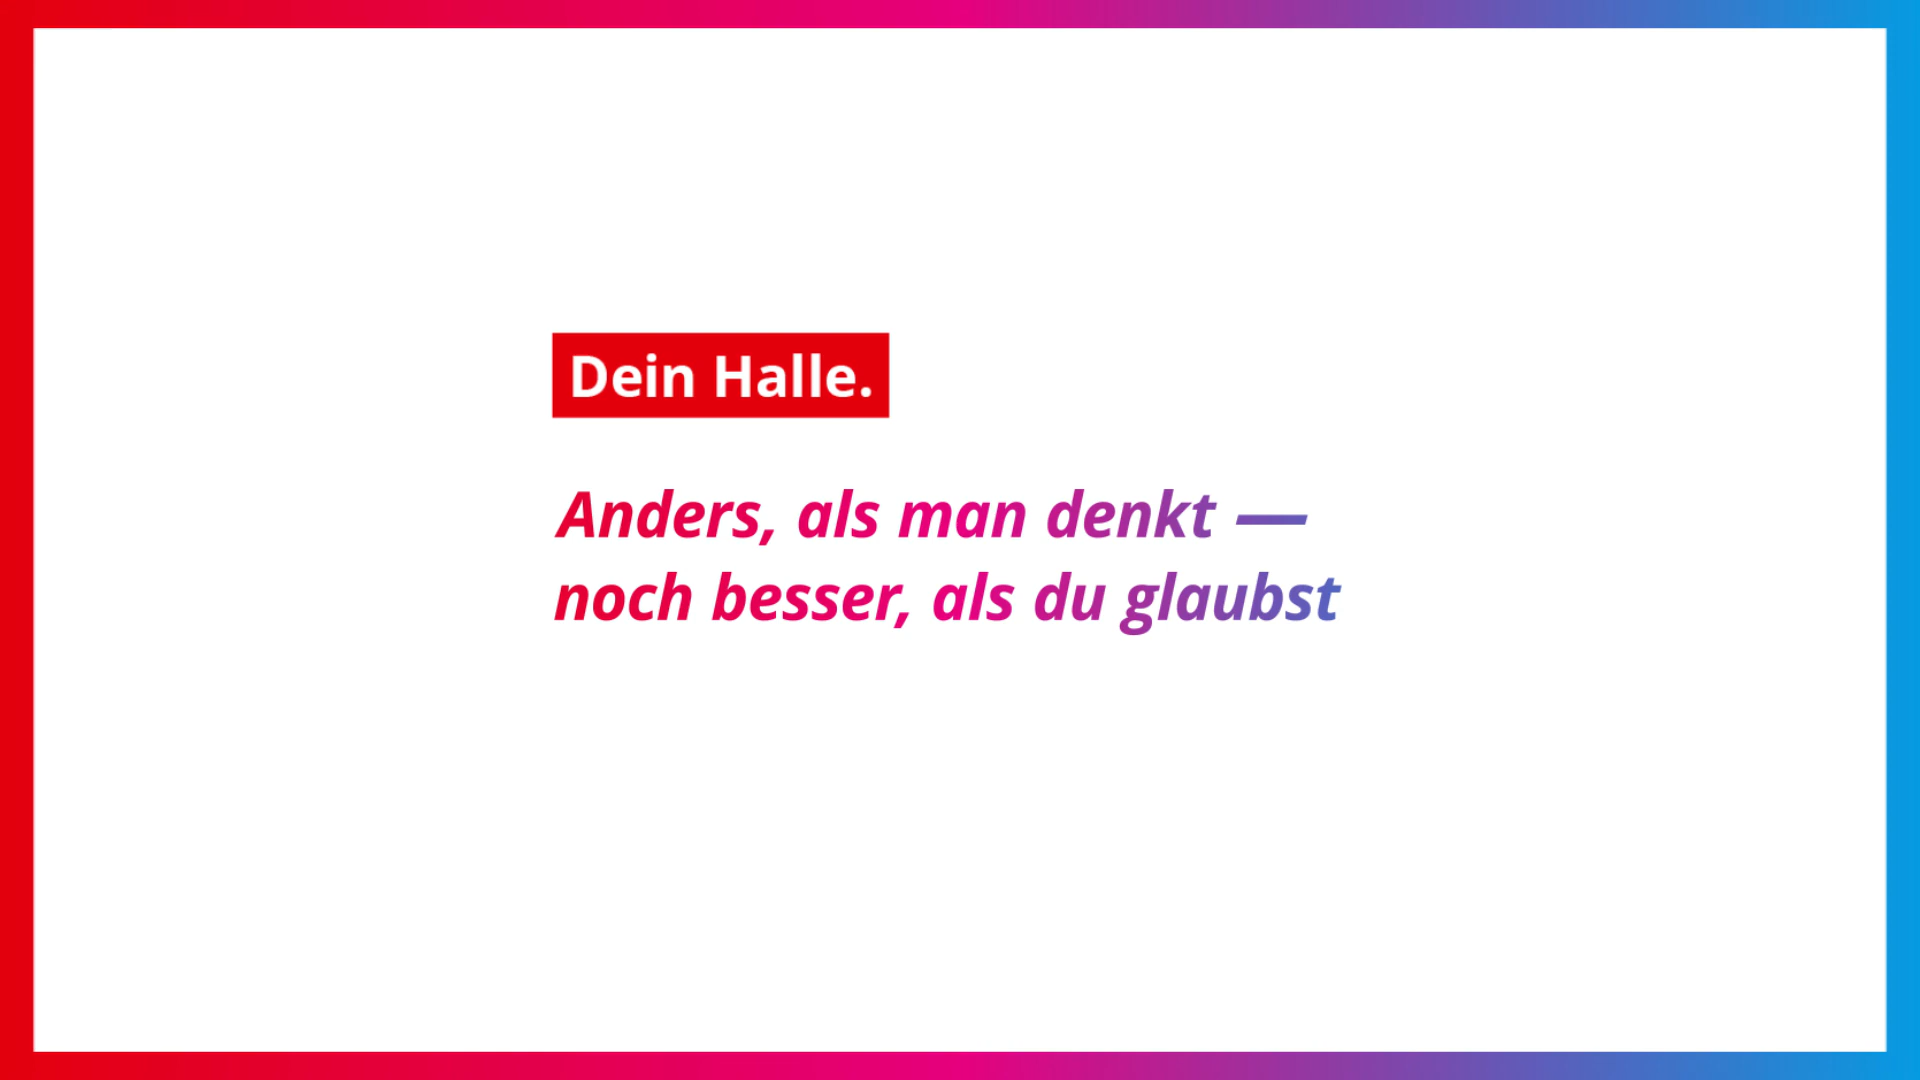 Dein Halle.
Anders, als man denkt —
noch besser, als du glaubst